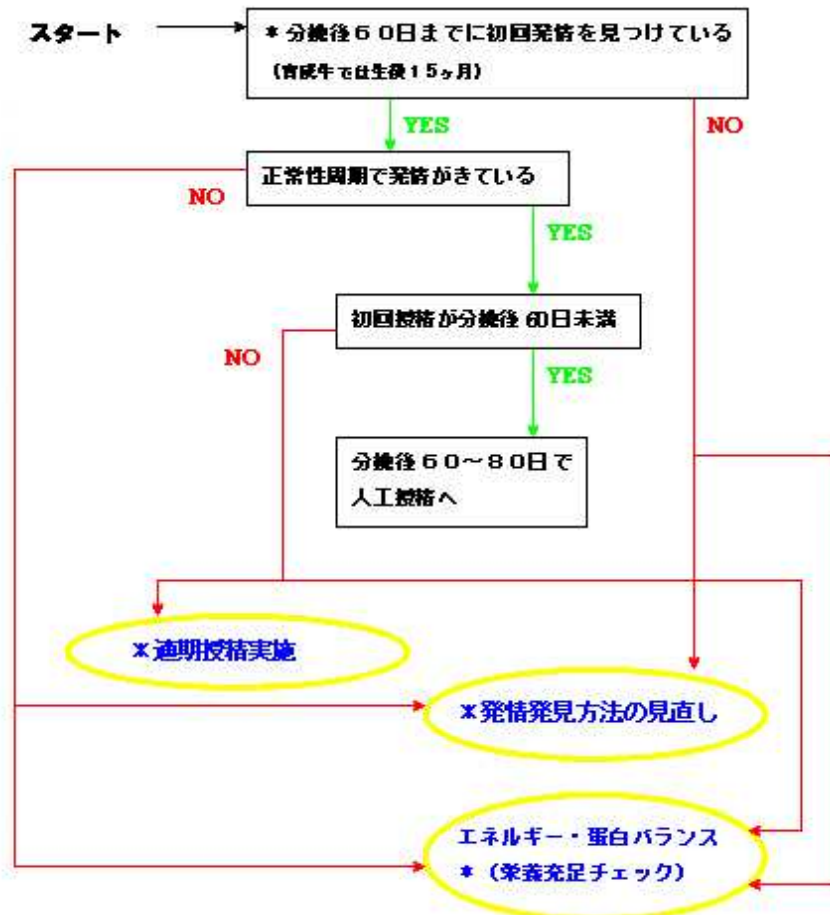 スタート
＊分娩後６０日までに初回発情を見つけている
（育成牛では生後１５ヶ月）
YES
NO
正常性周期で発情がきている
NO
YES
初回授精が分娩後60日未満
NO
YES
分娩後６０～８０日で
人工授精へ
＊適期授精実施
＊発情発見方法の見直し
エネルギー・蛋白バランス
＊（栄養充足チェック）